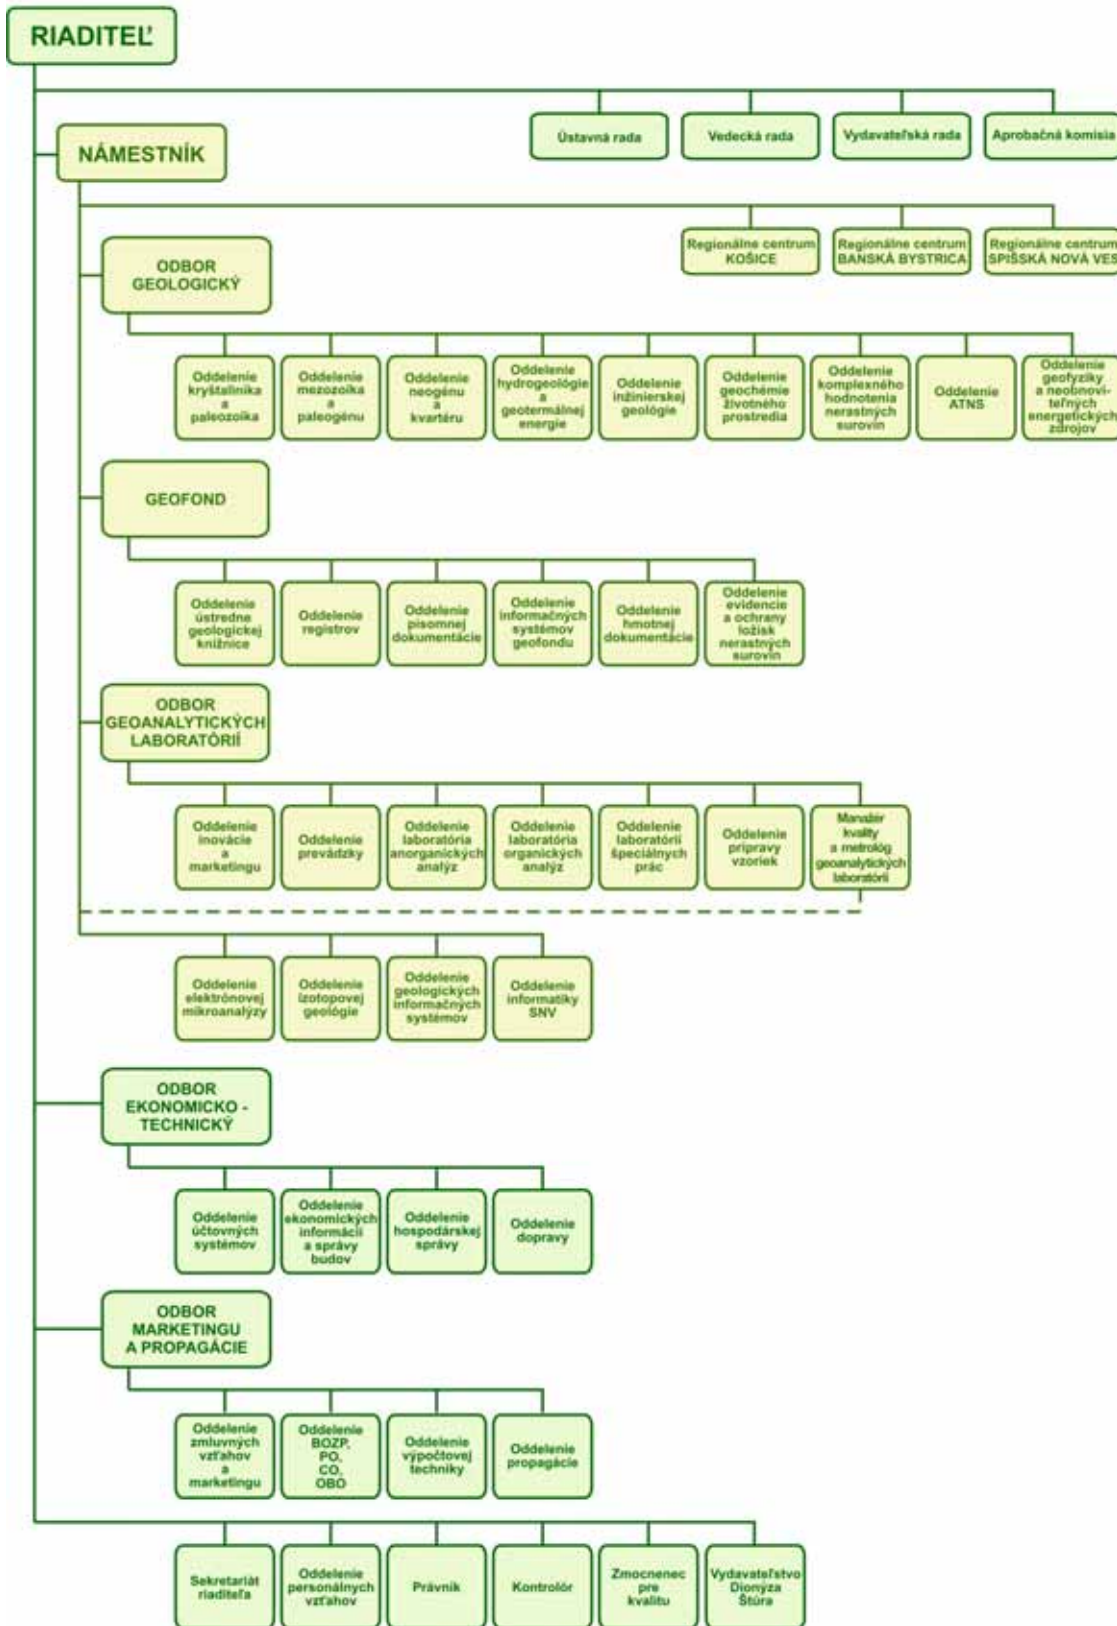 RIADITEĽ
Ústavná rada
Vedecká rada
Vydavateľská rada
Aprobačná komisia
NÁMESTNÍK
Regionálne centrum
KOŠICE
Regionálne centrum
BANSKÁ BYSTRICA
Regionálne centrum
SPIŠSKÁ NOVÁ VES
ODBOR
GEOLOGICKÝ
Oddelenie
kryštalinika
a
paleozoika
Oddelenie
mezozoika
a
paleogénu
Oddelenie
neogénu
a
kvartéru
Oddelenie
hydrogeológie
a
geotermálnej
energie
Oddelenie
inžinierskej
geológie
Oddelenie
geochémie
životného
prostredia
Oddelenie
komplexného
hodnotenia
nerastných
surovín
Oddelenie
ATNS
Oddelenie
geofyziky
a neobnovi-
teľných
energetických
zdrojov
GEOFOND
Oddelenie
ústredne
geologickej
knižnice
Oddelenie
registrov
Oddelenie
písomnej
dokumentácie
Oddelenie
informačných
systémov
geofondu
Oddelenie
hmotnej
dokumentácie
Oddelenie
evidencie
a ochrany
ložísk
nerastných
surovín
ODBOR
GEOANALYTICKÝCH
LABORATÓRIÍ
Oddelenie
inovácie
a
marketingu
Oddelenie
prevádzky
Oddelenie
laboratória
anorganických
analýz
Oddelenie
laboratória
organických
analýz
Oddelenie
laboratórií
špeciálnych
prác
Oddelenie
prípravy
vzoriek
Manažér
kvality
a metrológ
geoanalytických
laboratórií
Oddelenie
elektrónovej
mikroanalýzy
Oddelenie
izotopovej
geológie
Oddelenie
geologických
informačných
systémov
Oddelenie
informatiky
SNV
ODBOR
EKONOMICKO -
TECHNICKÝ
Oddelenie
účtovných
systémov
Oddelenie
ekonomických
informácií
a správy
budov
Oddelenie
hospodárskej
správy
Oddelenie
dopravy
ODBOR
MARKETINGU
A PROPAGÁCIE
Oddelenie
zmluvných
vzťahov
a
marketingu
Oddelenie
BOZP,
PO,
CO,
OBO
Oddelenie
výpočtovej
techniky
Oddelenie
propagácie
Sekretariát
riaditeľa
Oddelenie
personálnych
vzťahov
Právnik
Kontrolór
Zmocnenec
pre
kvalitu
Vydavateľstvo
Dionýza
Štúra